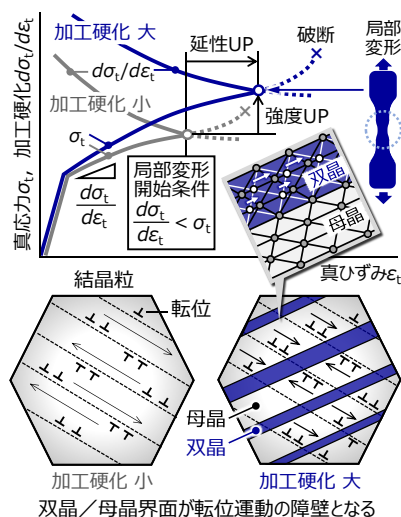 加工硬化 大
破断
局部
変形
延性UP
dσt/dεt
加工硬化 小
強度UP
σt
dσt
dεt
局部変形
開始条件
dσt
dεt
< σt
双晶
母晶
真応力σt, 加工硬化dσt/dεt
真ひずみεt
結晶粒
転位
母晶
双晶
加工硬化 小
加工硬化 大
双晶／母晶界面が転位運動の障壁となる